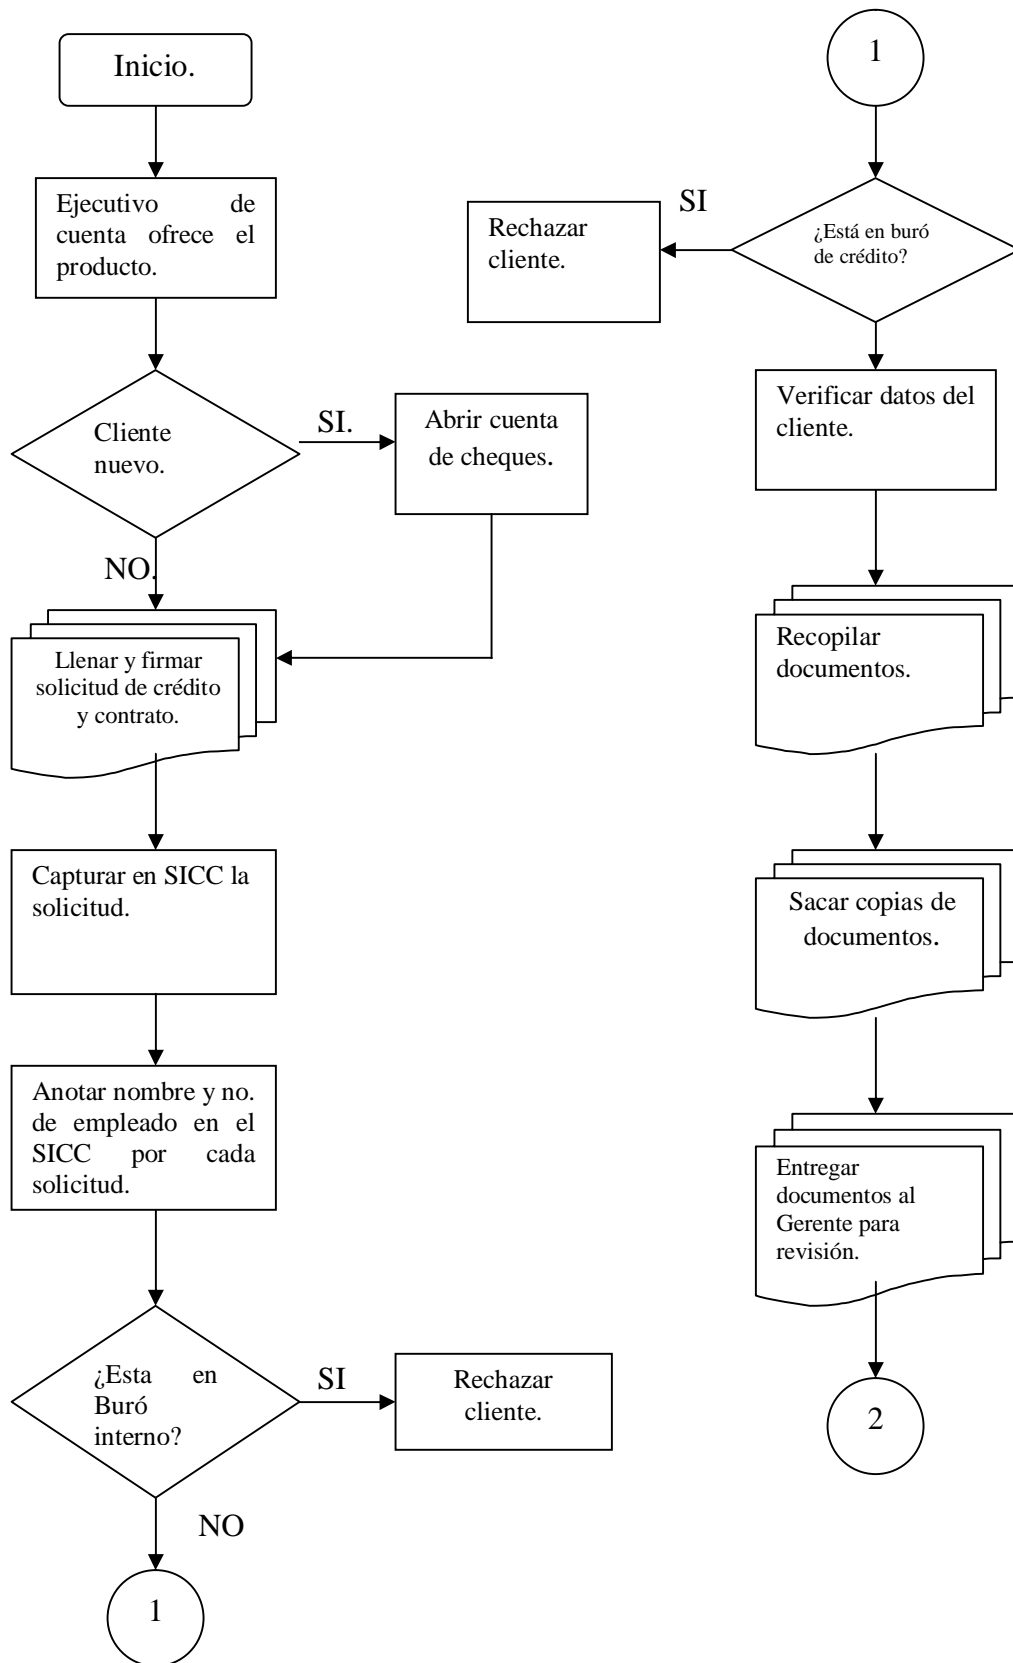 Inicio.
Ejecutivo de
cuenta ofrece el
producto.
Cliente
nuevo.
SI.
Abrir cuenta
de cheques.
NO.
Llenar y firmar
solicitud de crédito
y contrato.
Capturar en SICC la
solicitud.
Anotar nombre y no.
de empleado en el
SICC por cada
solicitud.
¿Esta en
Buró
interno?
SI
Rechazar
cliente.
NO
1
1
¿Está en buró
de crédito?
SI
Rechazar
cliente.
Verificar datos del
cliente.
Recopilar
documentos.
Sacar copias de
documentos.
Entregar
documentos al
Gerente para
revisión.
2